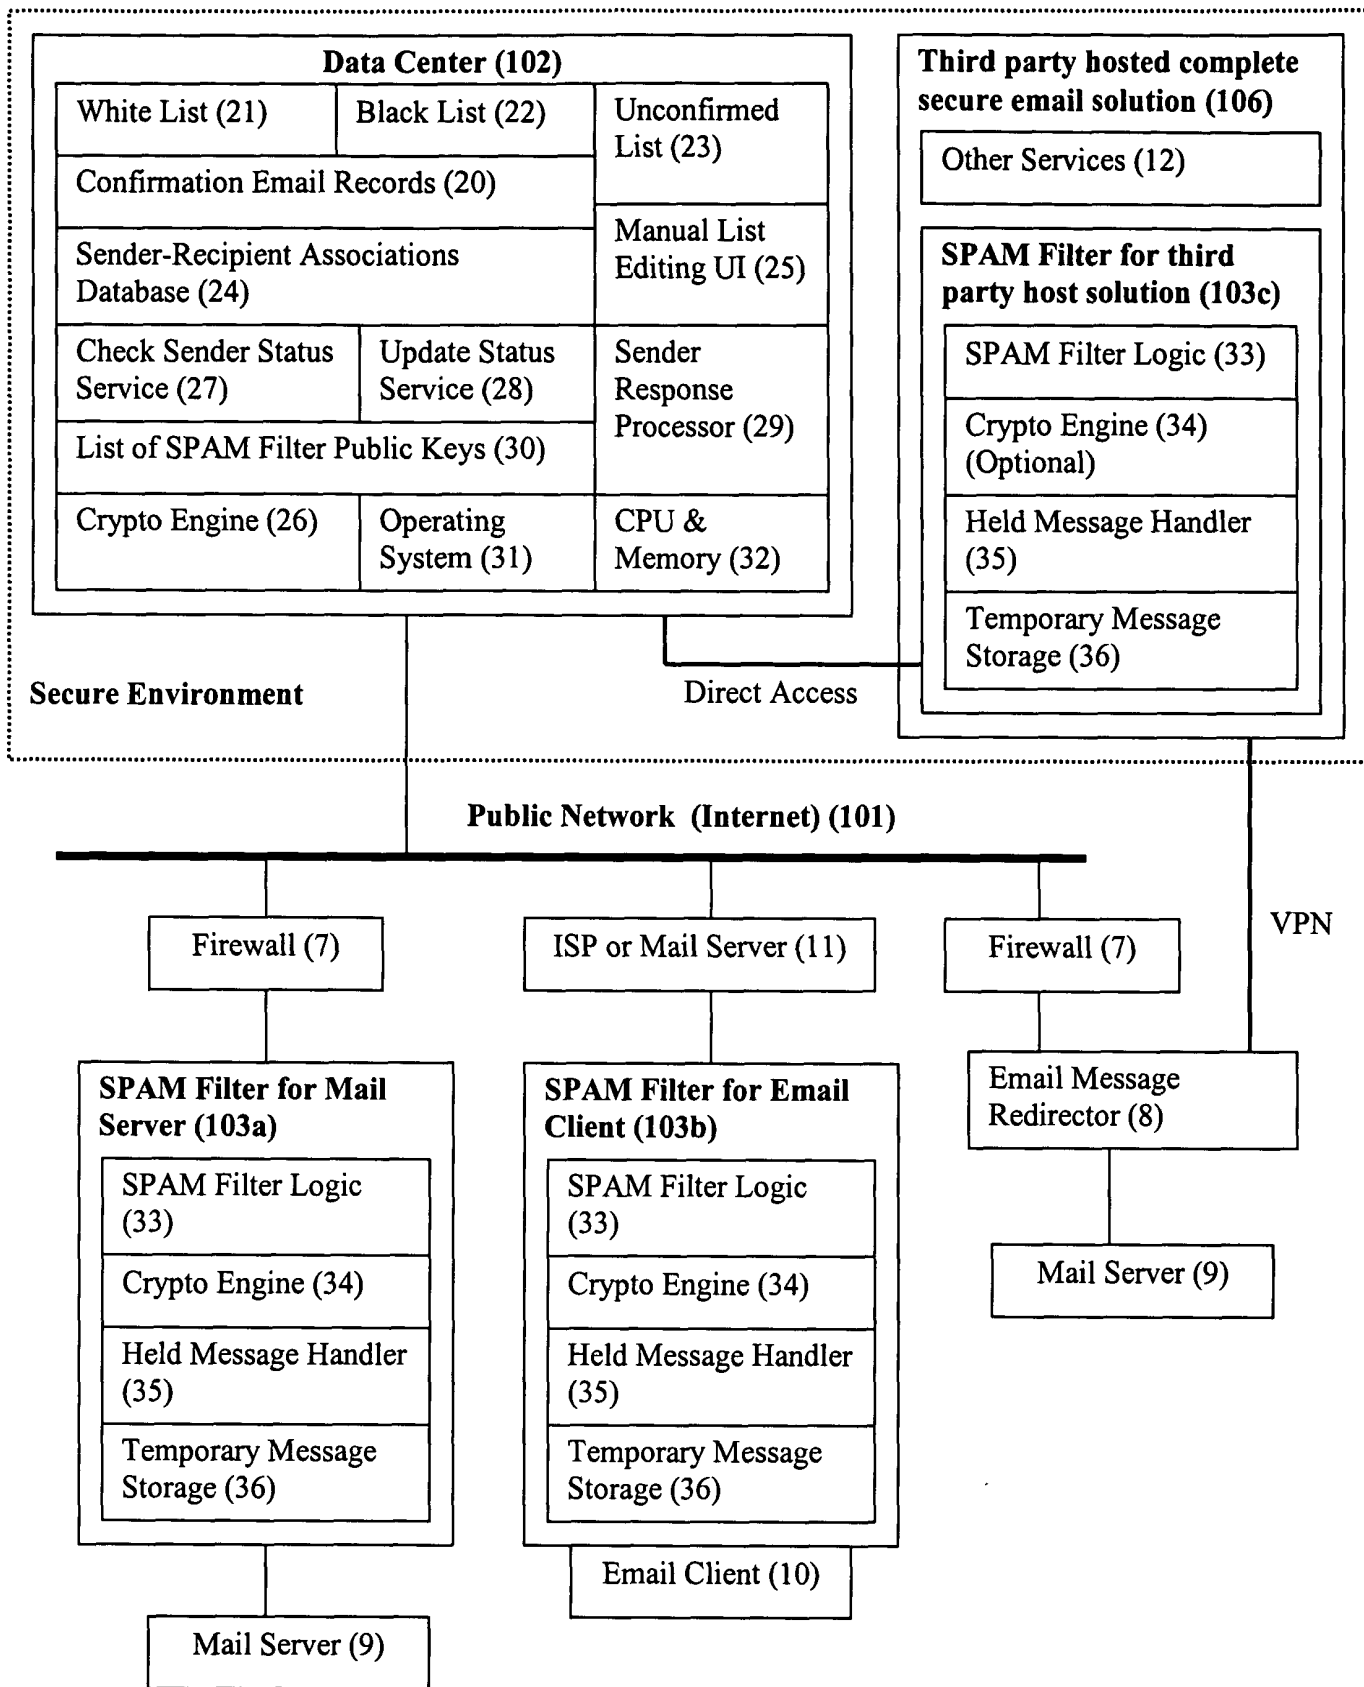 Data Center (102)
White List (21)
Black List (22)
Unconfirmed
List (23)
Confirmation Email Records (20)
Sender-Recipient Associations
Database (24)
Manual List
Editing UI (25)
Check Sender Status
Service (27)
Update Status
Service (28)
Sender
Response
Processor (29)
List of SPAM Filter Public Keys (30)
Crypto Engine (26)
Operating
System (31)
CPU &
Memory (32)
Third party hosted complete
secure email solution (106)
Other Services (12)
SPAM Filter for third
party host solution (103c)
SPAM Filter Logic (33)
Crypto Engine (34)
(Optional)
Held Message Handler
(35)
Temporary Message
Storage (36)
Secure Environment
Direct Access
Public Network (Internet) (101)
VPN
Firewall (7)
ISP or Mail Server (11)
Firewall (7)
SPAM Filter for Mail
Server (103a)
SPAM Filter Logic
(33)
Crypto Engine (34)
Held Message Handler
(35)
Temporary Message
Storage (36)
Mail Server (9)
SPAM Filter for Email
Client (103b)
SPAM Filter Logic
(33)
Crypto Engine (34)
Held Message Handler
(35)
Temporary Message
Storage (36)
Email Client (10)
Email Message
Redirector (8)
Mail Server (9)